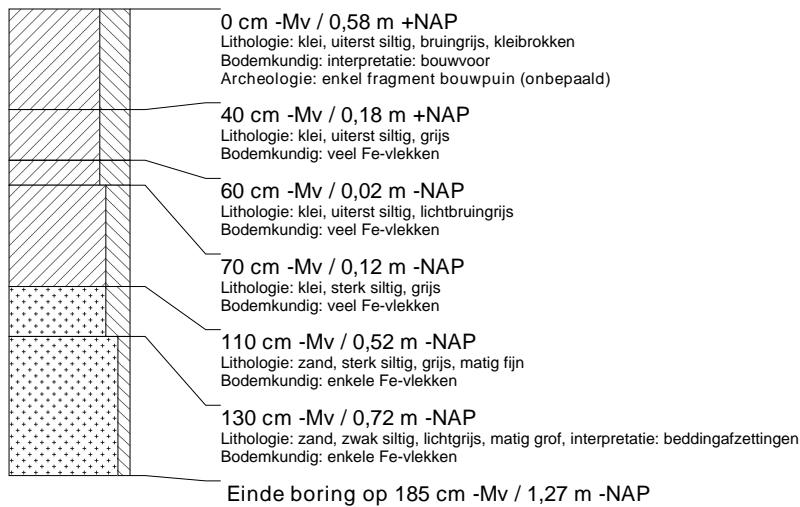 0 cm -Mv / 0,58 m +NAP
Lithologie: klei, uiterst siltig, bruingrijs, kleibrokken
Bodemkundig: interpretatie: bouwvoor
Archeologie: enkel fragment bouwpuin (onbepaald)
40 cm -Mv / 0,18 m +NAP
Lithologie: klei, uiterst siltig, grijs
Bodemkundig: veel Fe-vlekken
60 cm -Mv / 0,02 m -NAP
Lithologie: klei, uiterst siltig, lichtbruingrijs
Bodemkundig: veel Fe-vlekken
70 cm -Mv / 0,12 m -NAP
Lithologie: klei, sterk siltig, grijs
Bodemkundig: veel Fe-vlekken
110 cm -Mv / 0,52 m -NAP
Lithologie: zand, sterk siltig, grijs, matig fijn
Bodemkundig: enkele Fe-vlekken
130 cm -Mv / 0,72 m -NAP
Lithologie: zand, zwak siltig, lichtgrijs, matig grof, interpretatie: beddingafzettingen
Bodemkundig: enkele Fe-vlekken
Einde boring op 185 cm -Mv / 1,27 m -NAP